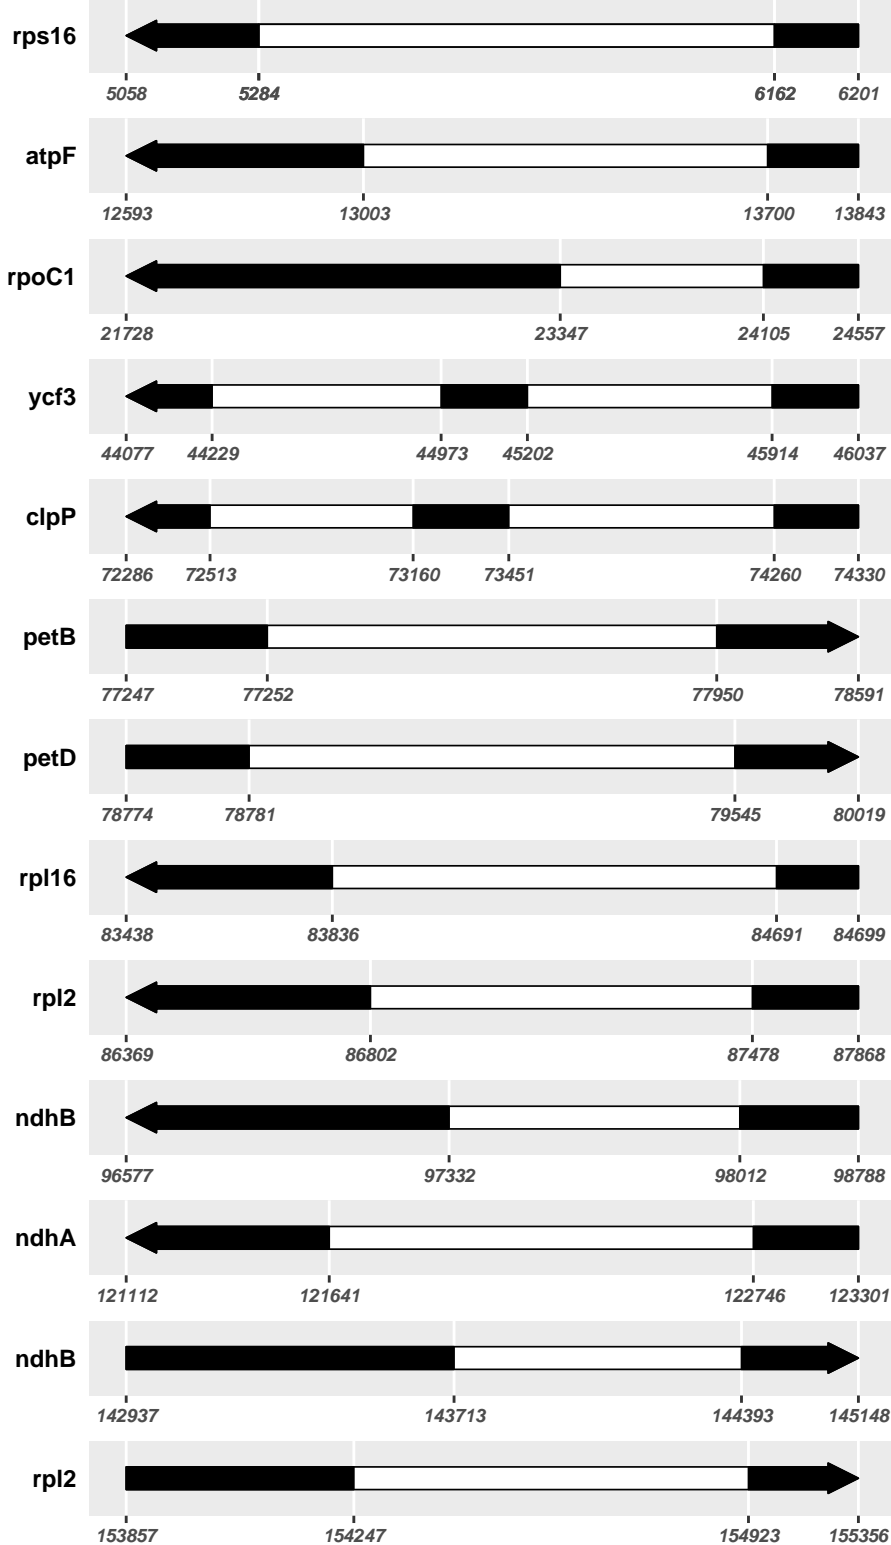 rps16
5058 5284 6162 6201
atpF
12593 13003 13700 13843
rpoC1
21728 23347 24105 24557
ycf3
44077 44229 44973 45202 45914 46037
clpP
72286 72513 73160 73451 74260 74330
petB
77247 77252 77950 78591
petD
78774 78781 79545 80019
rpl16
83438 83836 84691 84699
rpl2
86369 86802 87478 87868
ndhB
96577 97332 98012 98788
ndhA
121112 121641 122746 123301
ndhB
142937 143713 144393 145148
rpl2
153857 154247 154923 155356